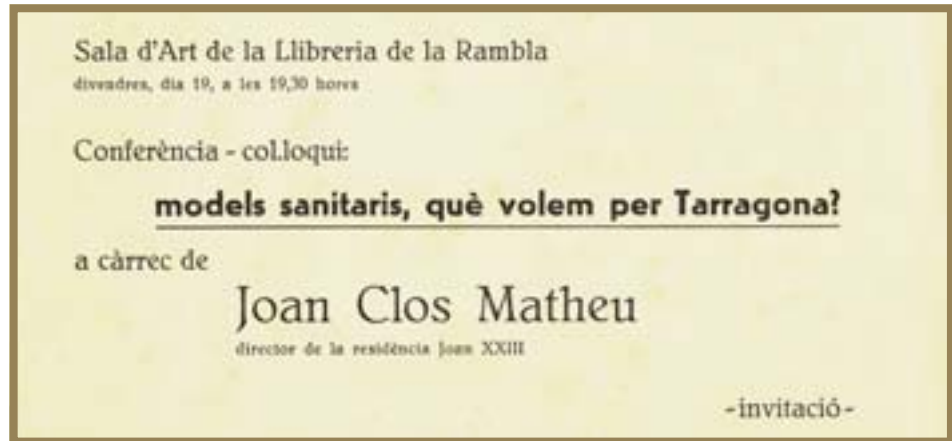 Sala d'Art de la Llibreria de la Rambla
divendres, dia 19, a les 19,30 hores
Conferència - col.loqui:
models sanitaris, què volem per Tarragona?
a càrrec de
Joan Clos Matheu
director de la residència Joan XXIII
-invitació-